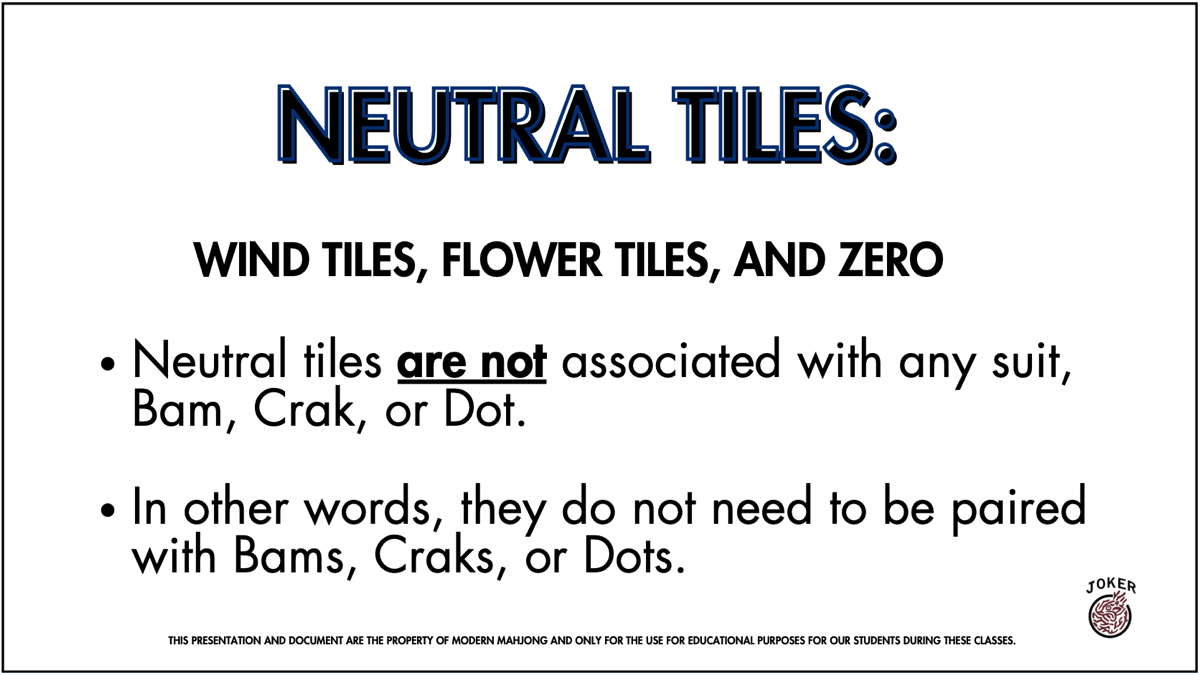 NEUTRAL TILES:
WIND TILES, FLOWER TILES, AND ZERO
• Neutral tiles are not associated with any suit,
Bam, Crak, or Dot.
• In other words, they do not need to be paired
with Bams, Craks, or Dots.
JOKER
THIS PRESENTATION AND DOCUMENT ARE THE PROPERTY OF MODERN MAHJONG AND ONLY FOR THE USE FOR EDUCATIONAL PURPOSES FOR OUR STUDENTS DURING THESE CLASSES.